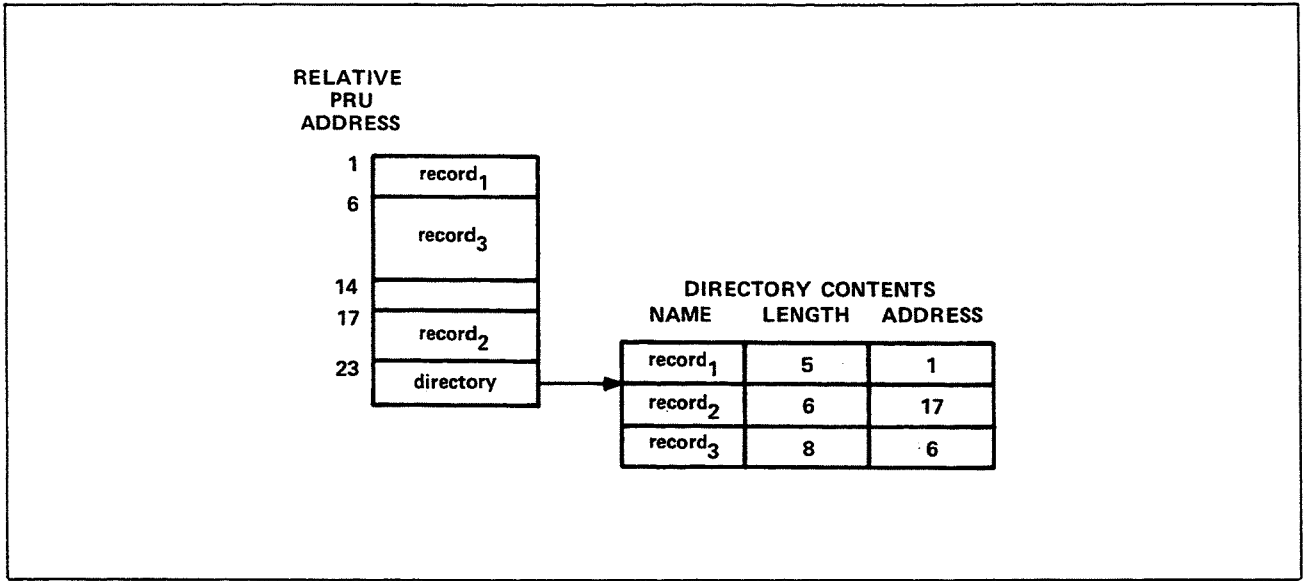 RELATIVE
PRU
ADDRESS
1 record1
6 record3
14
17 record2
23 directory
DIRECTORY CONTENTS
NAME LENGTH ADDRESS
record1 5 1
record2 6 17
record3 8 6